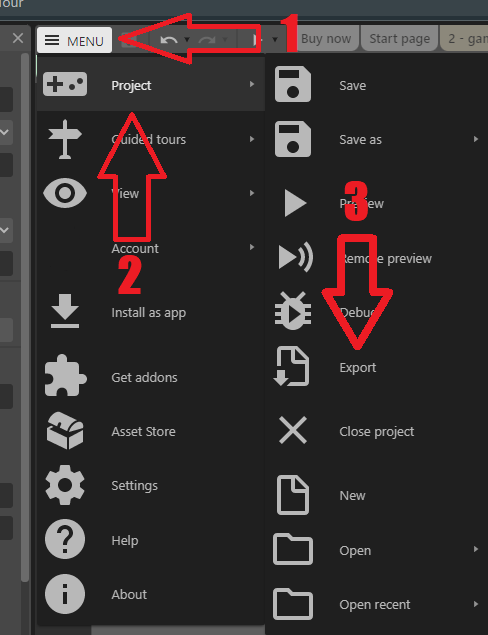 our
MENU
1
Buy now
Start page
2 - gam
Project
Guided tours
View
Account
2
Install as app
Get addons
Asset Store
Settings
Help
About
Save
Save as
Preview
3
Remote preview
Debug
Export
Close project
New
Open
Open recent